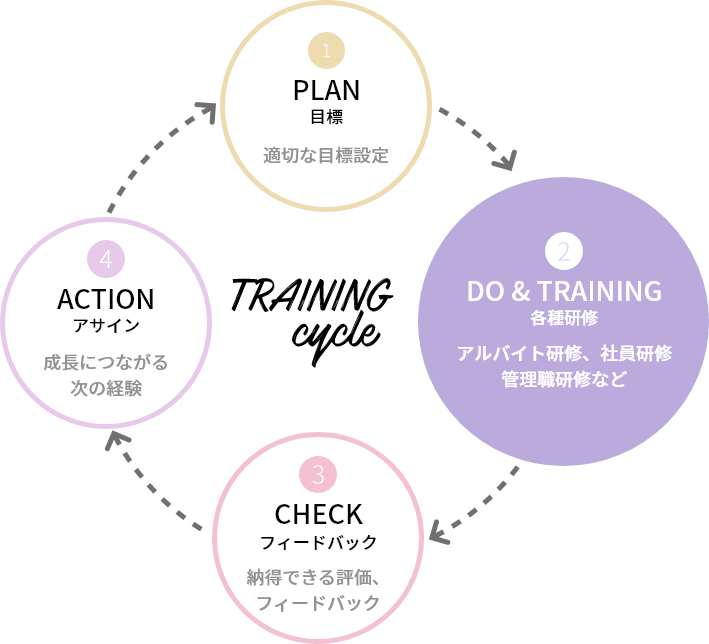 1
PLAN
目標
適切な目標設定
2
DO & TRAINING
各種研修
アルバイト研修、社員研修
管理職研修など
3
CHECK
フィードバック
納得できる評価、
フィードバック
4
ACTION
アサイン
成長につながる
次の経験
TRAINING
cycle